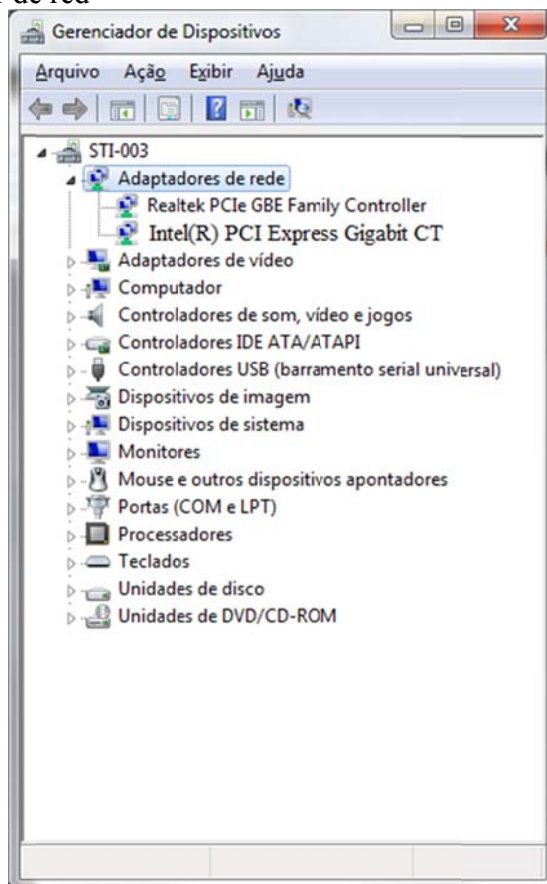 de red
Gerenciador de Dispositivos
Arquivo Ação Exibir Ajuda
STI-003
Adaptadores de rede
Realtek PCIe GBE Family Controller
Intel(R) PCI Express Gigabit CT
Adaptadores de vídeo
Computador
Controladores de som, vídeo e jogos
Controladores IDE ATA/ATAPI
Controladores USB (barramento serial universal)
Dispositivos de imagem
Dispositivos de sistema
Monitores
Mouse e outros dispositivos apontadores
Portas (COM e LPT)
Processadores
Teclados
Unidades de disco
Unidades de DVD/CD-ROM